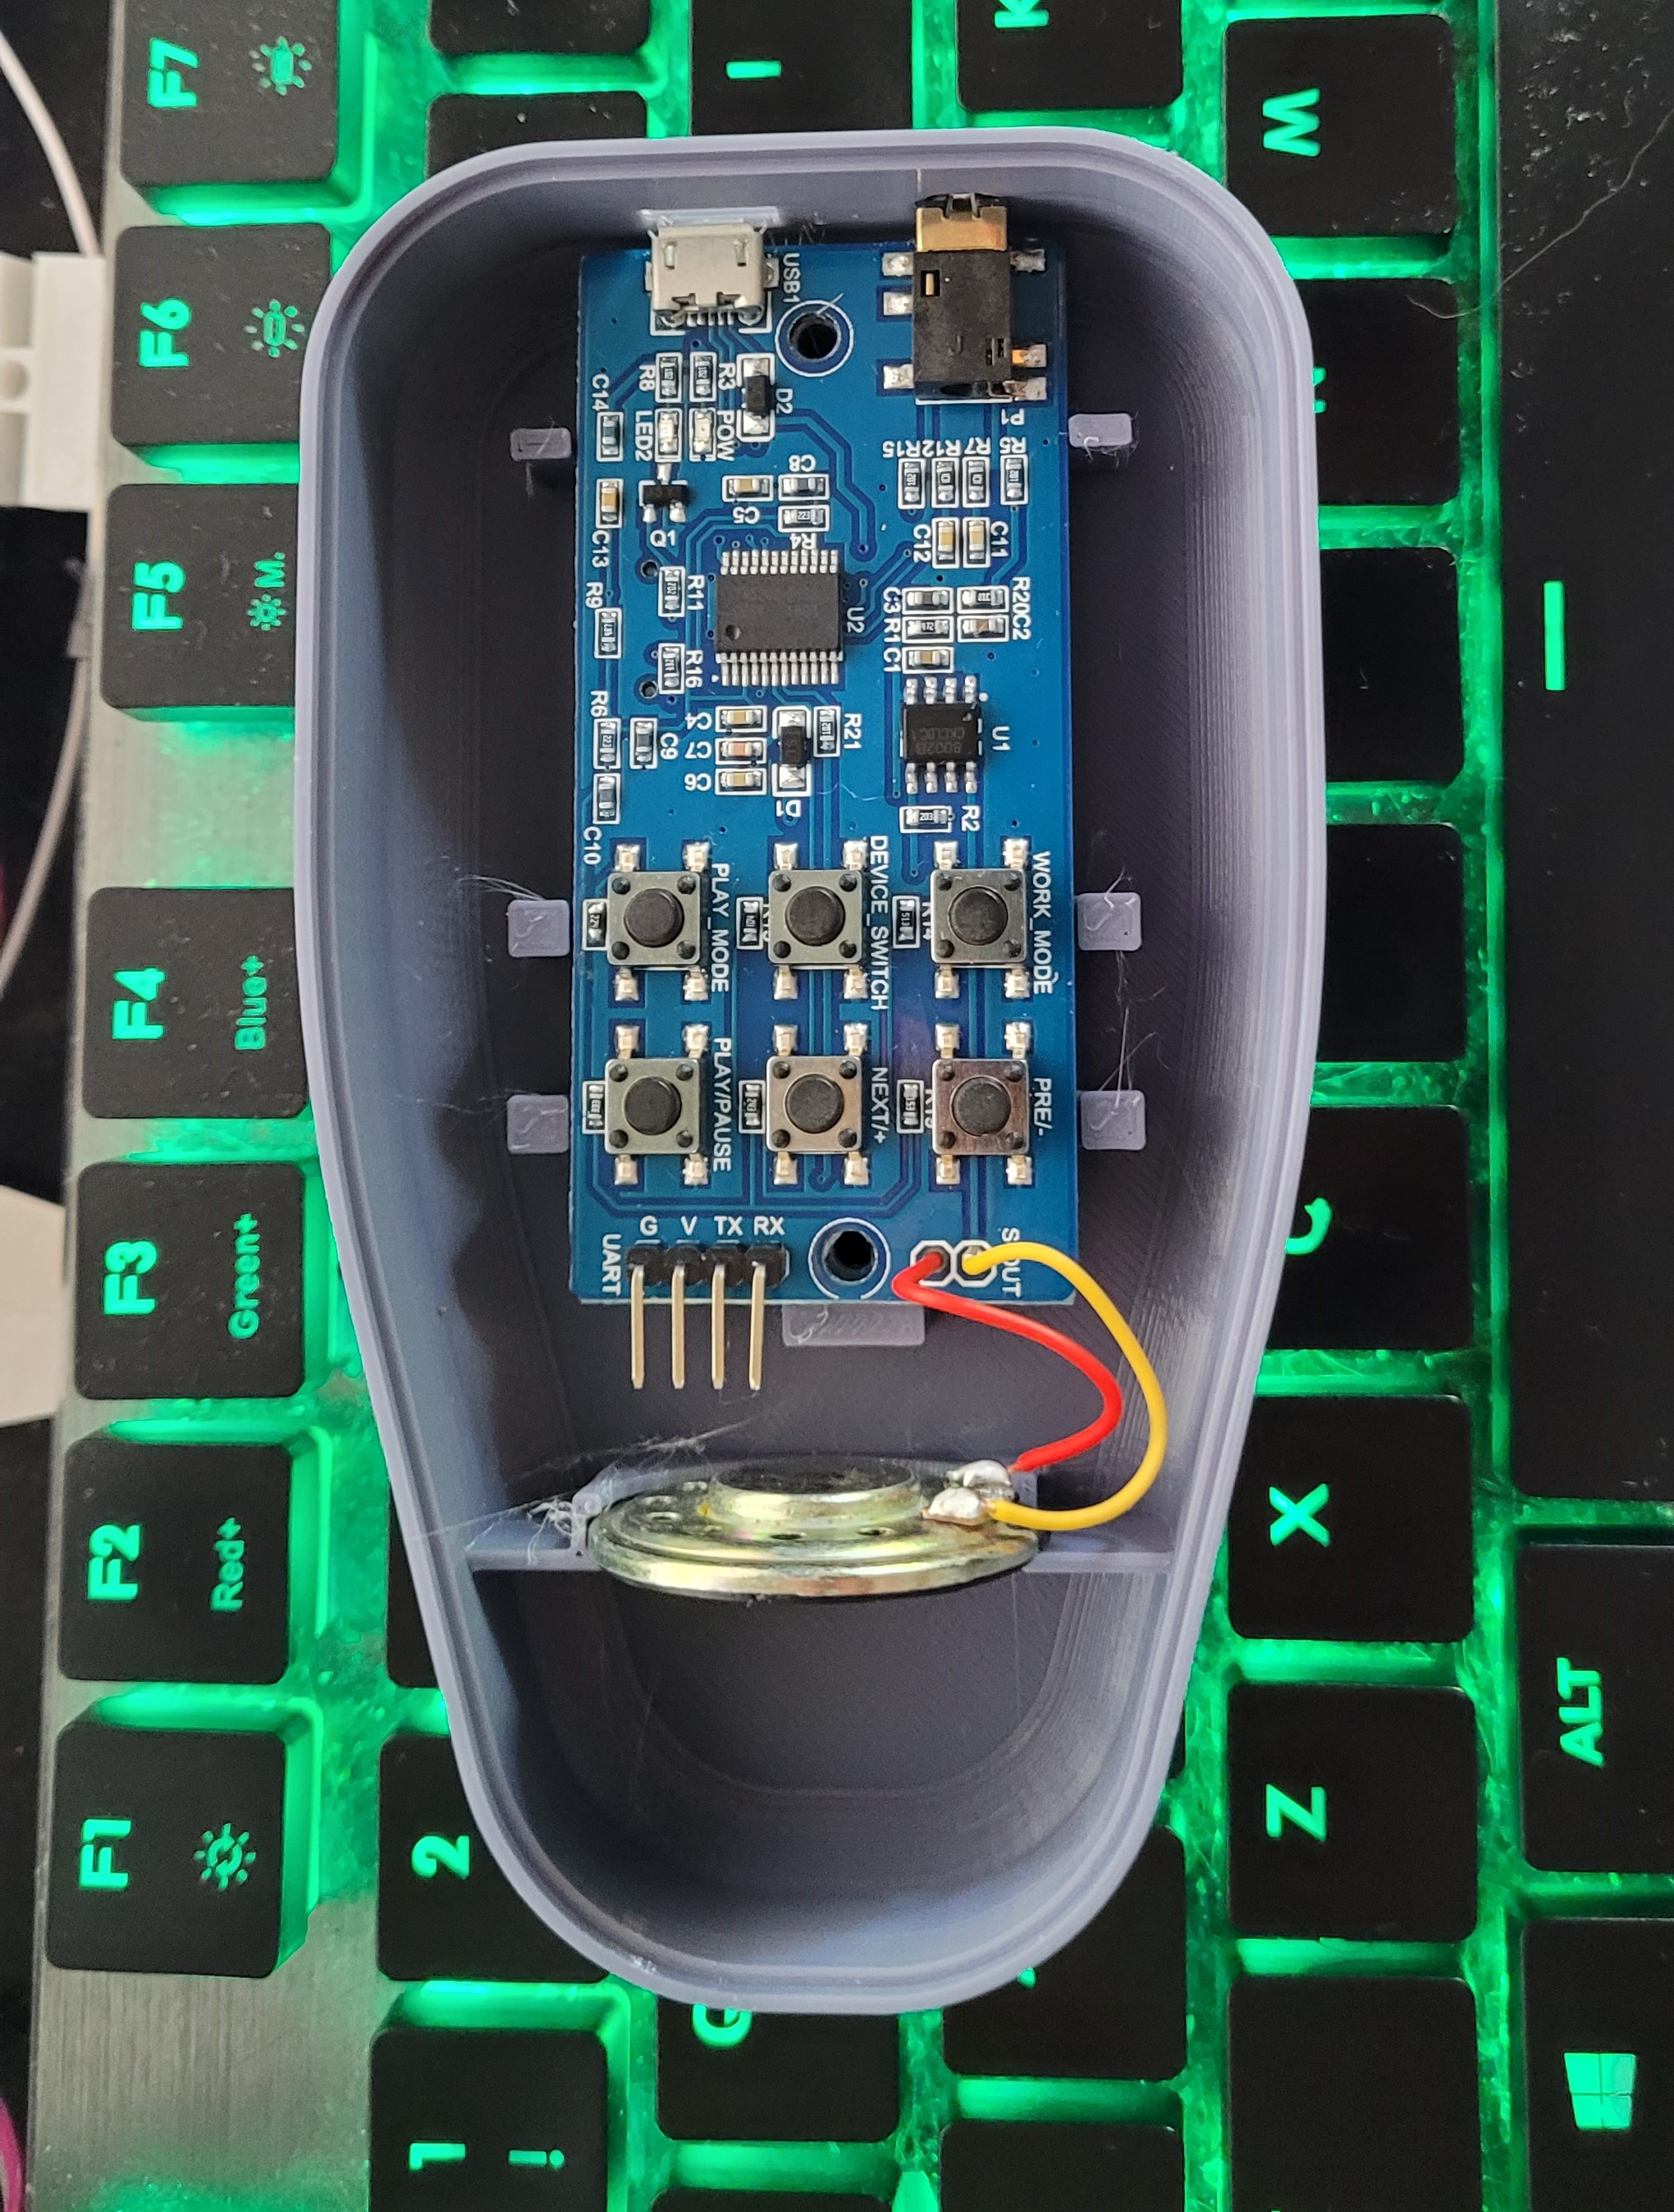 F1
F2
F3
F4
F5
F6
F7
Red+
Green+
Blue+
M.
1
!
2
UART
G
V
TX
RX
PLAY/PAUSE
PLAY_MODE
C10
R6
R9
C13
C14
C9
R16
R11
Q1
LED2
R8
C6
C7
C4
POW
R3
C5
D1
D2
USB1
R4
C8
R21
U2
NEXT/+
DEVICE_SWITCH
C1
R1
C3
R15
R12
R7
R5
C12
C11
R2
U1
R20
C2
P1
PRE/-
WORK_MODE
I
K
Z
X
C
M
ALT